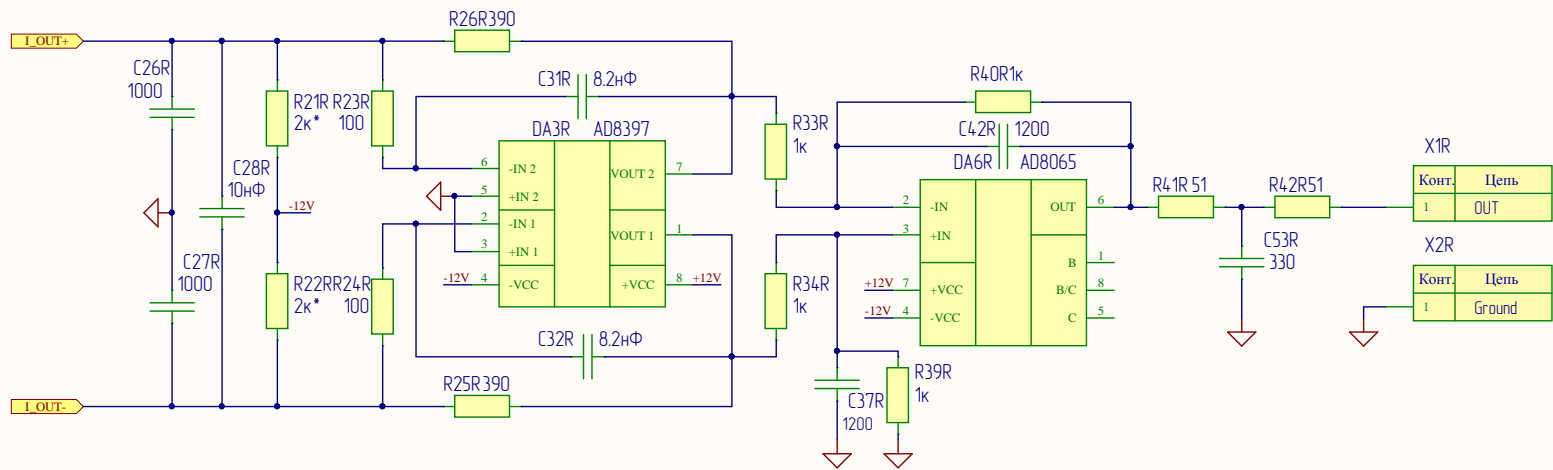 I_OUT+
R26R390
C26R
1000
C31R 8.2нФ
R40R1к
R21R R23R
2к* 100
DA3R AD8397
R33R
1к
C42R 1200
DA6R AD8065
X1R
C28R
10нФ
6 -IN 2 VOUT 2 7
5 +IN 2
2 -IN 1
3 +IN 1 VOUT 1 1
-12V 4 -VCC +VCC 8 +12V
-12V
Конт. Цепь
1 OUT
2 -IN OUT 6
3 +IN
B 1
+12V 7 +VCC B/C 8
-12V 4 -VCC C 5
R41R 51
R42R51
C53R
330
X2R
Конт. Цепь
1 Ground
C27R
1000
R22R R24R
2к* 100
R34R
1к
C32R 8.2нФ
R25R390
I_OUT-
C37R
1200
R39R
1к